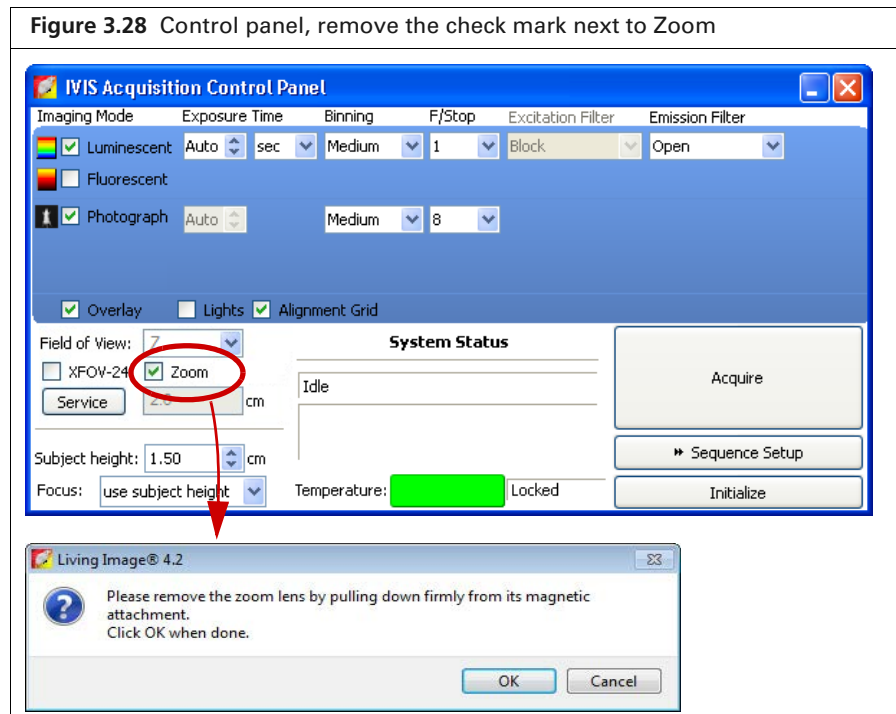 Figure 3.28 Control panel, remove the check mark next to Zoom
IVIS Acquisition Control Panel
Imaging Mode Exposure Time Binning F/Stop Excitation Filter Emission Filter
Luminescent Auto sec Medium 1 Block Open
Fluorescent
Photograph Auto Medium 8
Overlay Lights Alignment Grid
Field of View: Z System Status
XFOV-24 Zoom
Idle
Acquire
Service cm
Sequence Setup
Subject height: 1.50 cm
Focus: use subject height Temperature: Locked Initialize
Living Image® 4.2
Please remove the zoom lens by pulling down firmly from its magnetic
attachment.
Click OK when done.
OK Cancel